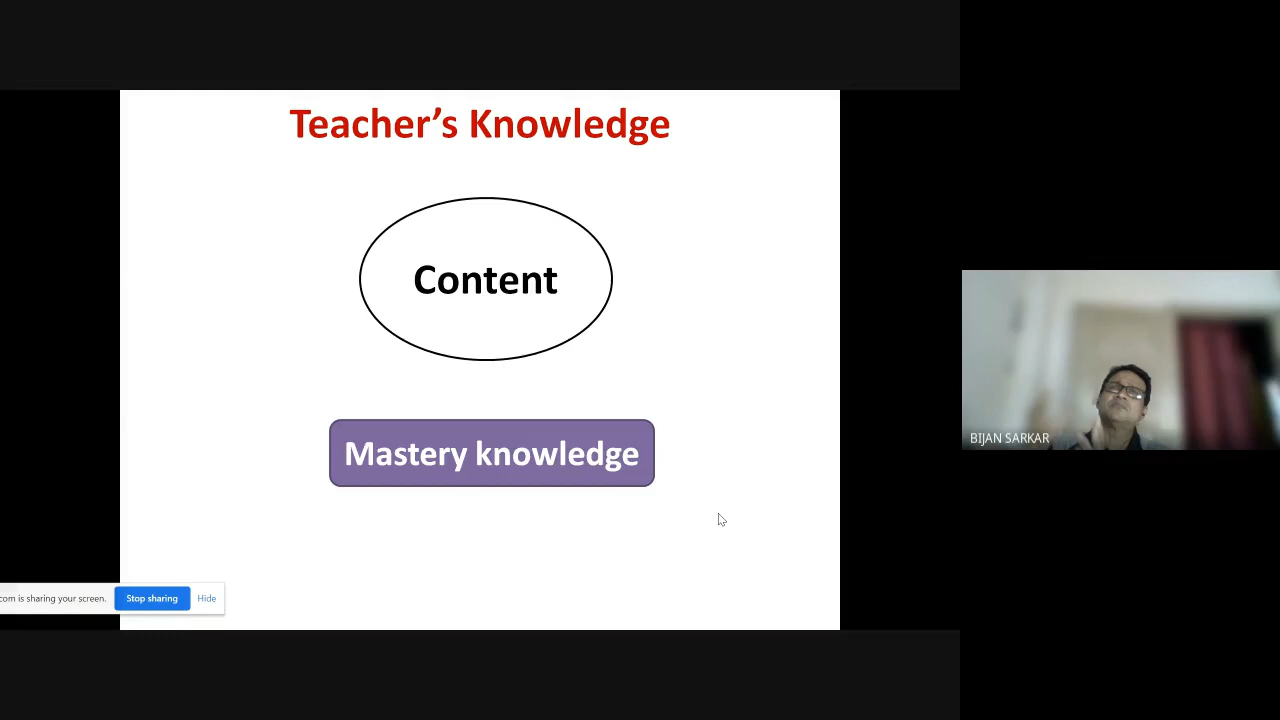 Teacher’s Knowledge
Content
Mastery knowledge
BIJAN SARKAR
com is sharing your screen.
Stop sharing
Hide